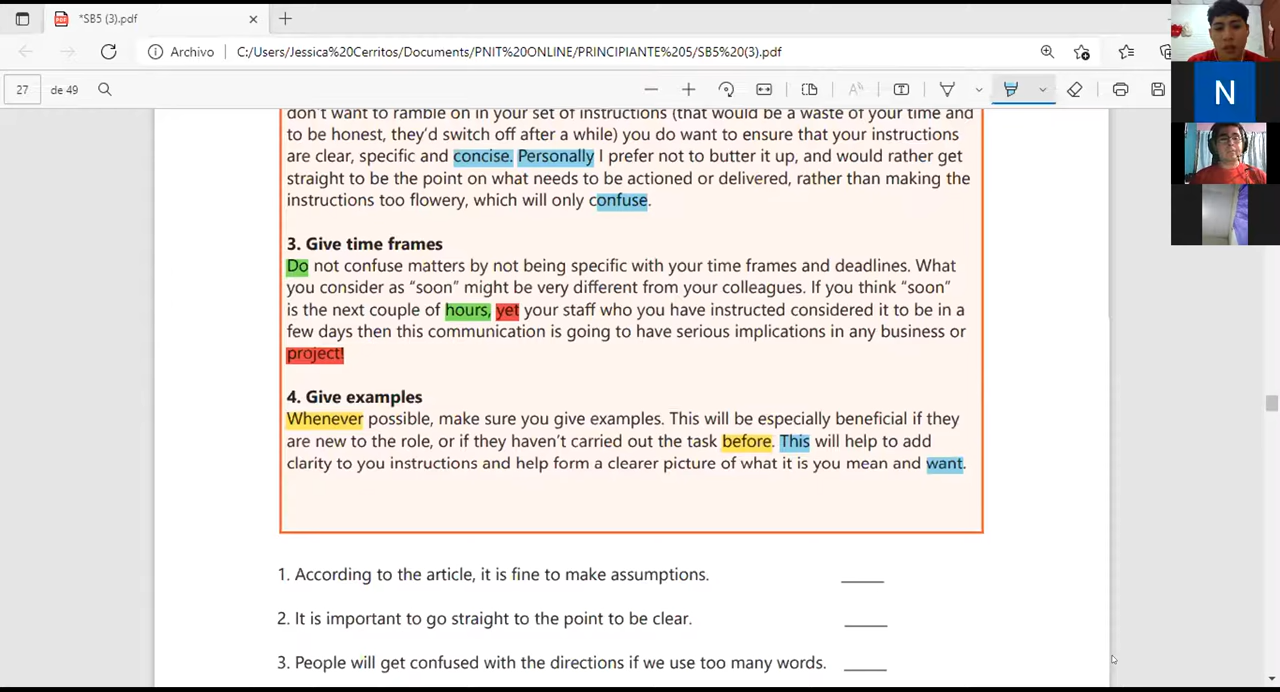 *SB5 (3).pdf
Archivo C:/Users/Jessica%20Cerritos/Documents/PNIT%20ONLINE/PRINCIPIANTE%205/SB5%20(3).pdf
27 de 49
don't want to ramble on in your set of instructions (that would be a waste of your time and
to be honest, they'd switch off after a while) you do want to ensure that your instructions
are clear, specific and concise. Personally I prefer not to butter it up, and would rather get
straight to be the point on what needs to be actioned or delivered, rather than making the
instructions too flowery, which will only confuse.
3. Give time frames
Do not confuse matters by not being specific with your time frames and deadlines. What
you consider as “soon” might be very different from your colleagues. If you think “soon”
is the next couple of hours, yet your staff who you have instructed considered it to be in a
few days then this communication is going to have serious implications in any business or
project!
4. Give examples
Whenever possible, make sure you give examples. This will be especially beneficial if they
are new to the role, or if they haven't carried out the task before. This will help to add
clarity to you instructions and help form a clearer picture of what it is you mean and want.
1. According to the article, it is fine to make assumptions. _____
2. It is important to go straight to the point to be clear. _____
3. People will get confused with the directions if we use too many words. _____
N